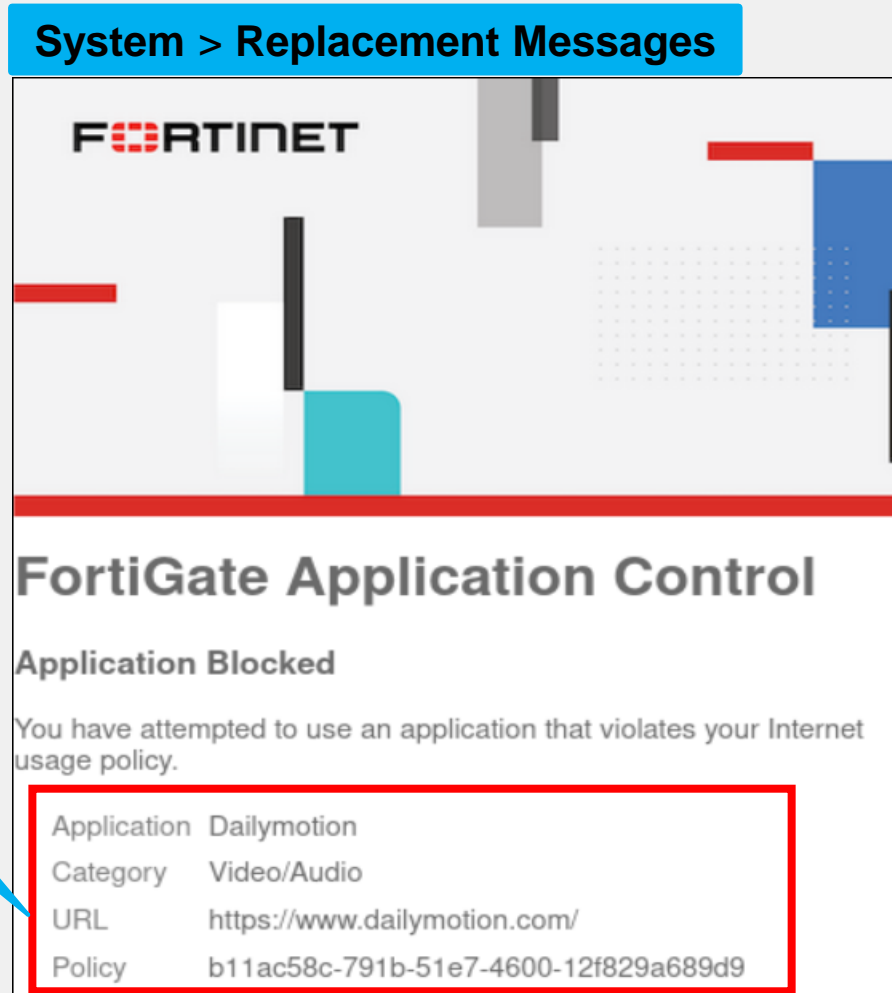 System > Replacement Messages
FORTINET
FortiGate Application Control
Application Blocked
You have attempted to use an application that violates your Internet
usage policy.
Application Dailymotion
Category Video/Audio
URL https://www.dailymotion.com/
Policy b11ac58c-791b-51e7-4600-12f829a689d9